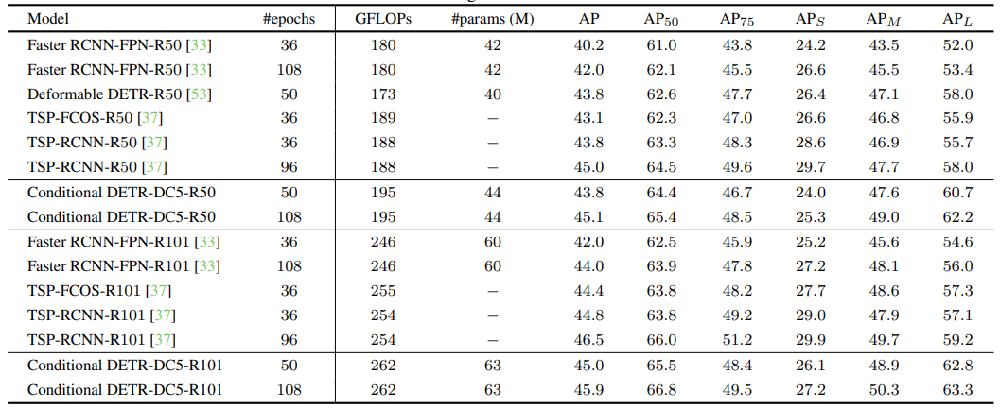 Model #epochs GFLOPs #params (M) AP AP50 AP75 APS APM APL
Faster RCNN-FPN-R50 [33] 36 180 42 40.2 61.0 43.8 24.2 43.5 52.0
Faster RCNN-FPN-R50 [33] 108 180 42 42.0 62.1 45.5 26.6 45.5 53.4
Deformable DETR-R50 [53] 50 173 40 43.8 62.6 47.7 26.4 47.1 58.0
TSP-FCOS-R50 [37] 36 189 − 43.1 62.3 47.0 26.6 46.8 55.9
TSP-RCNN-R50 [37] 36 188 − 43.8 63.3 48.3 28.6 46.9 55.7
TSP-RCNN-R50 [37] 96 188 − 45.0 64.5 49.6 29.7 47.7 58.0
Conditional DETR-DC5-R50 50 195 44 43.8 64.4 46.7 24.0 47.6 60.7
Conditional DETR-DC5-R50 108 195 44 45.1 65.4 48.5 25.3 49.0 62.2
Faster RCNN-FPN-R101 [33] 36 246 60 42.0 62.5 45.9 25.2 45.6 54.6
Faster RCNN-FPN-R101 [33] 108 246 60 44.0 63.9 47.8 27.2 48.1 56.0
TSP-FCOS-R101 [37] 36 255 − 44.4 63.8 48.2 27.7 48.6 57.3
TSP-RCNN-R101 [37] 36 254 − 44.8 63.8 49.2 29.0 47.9 57.1
TSP-RCNN-R101 [37] 96 254 − 46.5 66.0 51.2 29.9 49.7 59.2
Conditional DETR-DC5-R101 50 262 63 45.0 65.5 48.4 26.1 48.9 62.8
Conditional DETR-DC5-R101 108 262 63 45.9 66.8 49.5 27.2 50.3 63.3